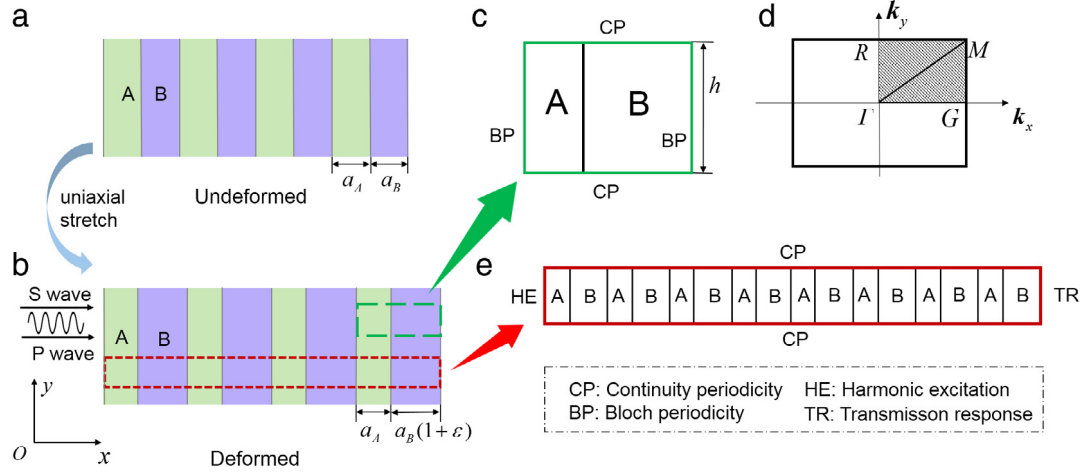 a
A B
a_A a_B
Undeformed
uniaxial
stretch
b
S wave
P wave
A B
y
O x
a_A a_B(1+ε)
Deformed
c
CP
A B
h
BP BP
CP
d
k_y
R M
Γ G k_x
e
CP
HE A B A B A B A B A B A B A B A B TR
CP
CP: Continuity periodicity HE: Harmonic excitation
BP: Bloch periodicity TR: Transmisson response